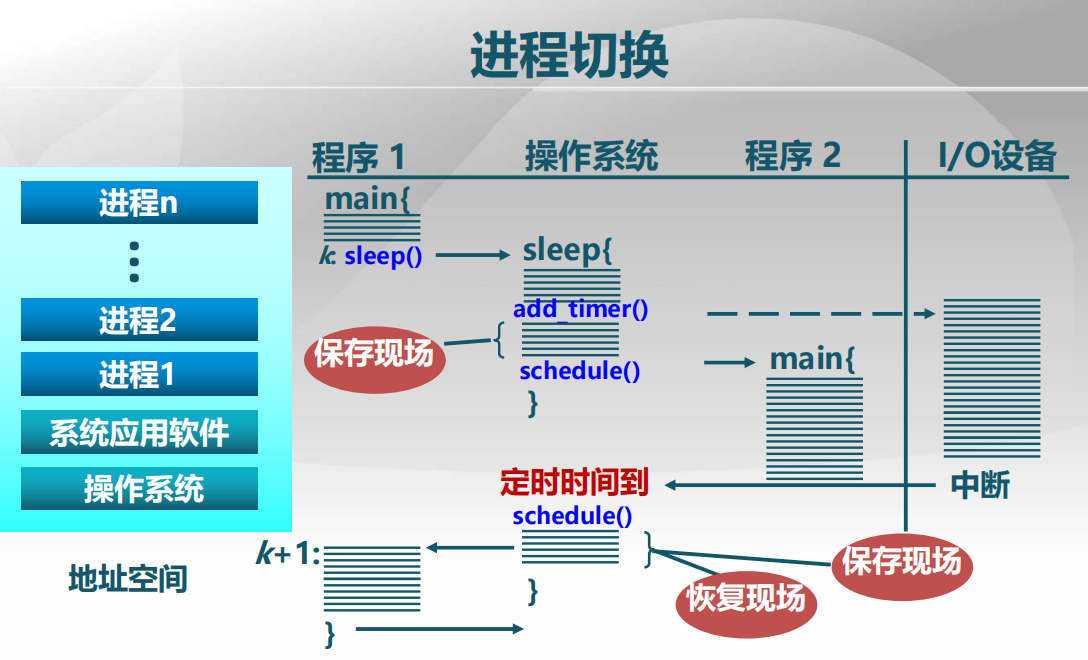 进程切换
程序 1
操作系统
程序 2
I/O设备
进程n
进程2
进程1
系统应用软件
操作系统
地址空间
main{
k: sleep()
sleep{
add_timer()
保存现场
schedule()
}
main{
定时时间到
中断
schedule()
k+1:
}
}
保存现场
恢复现场